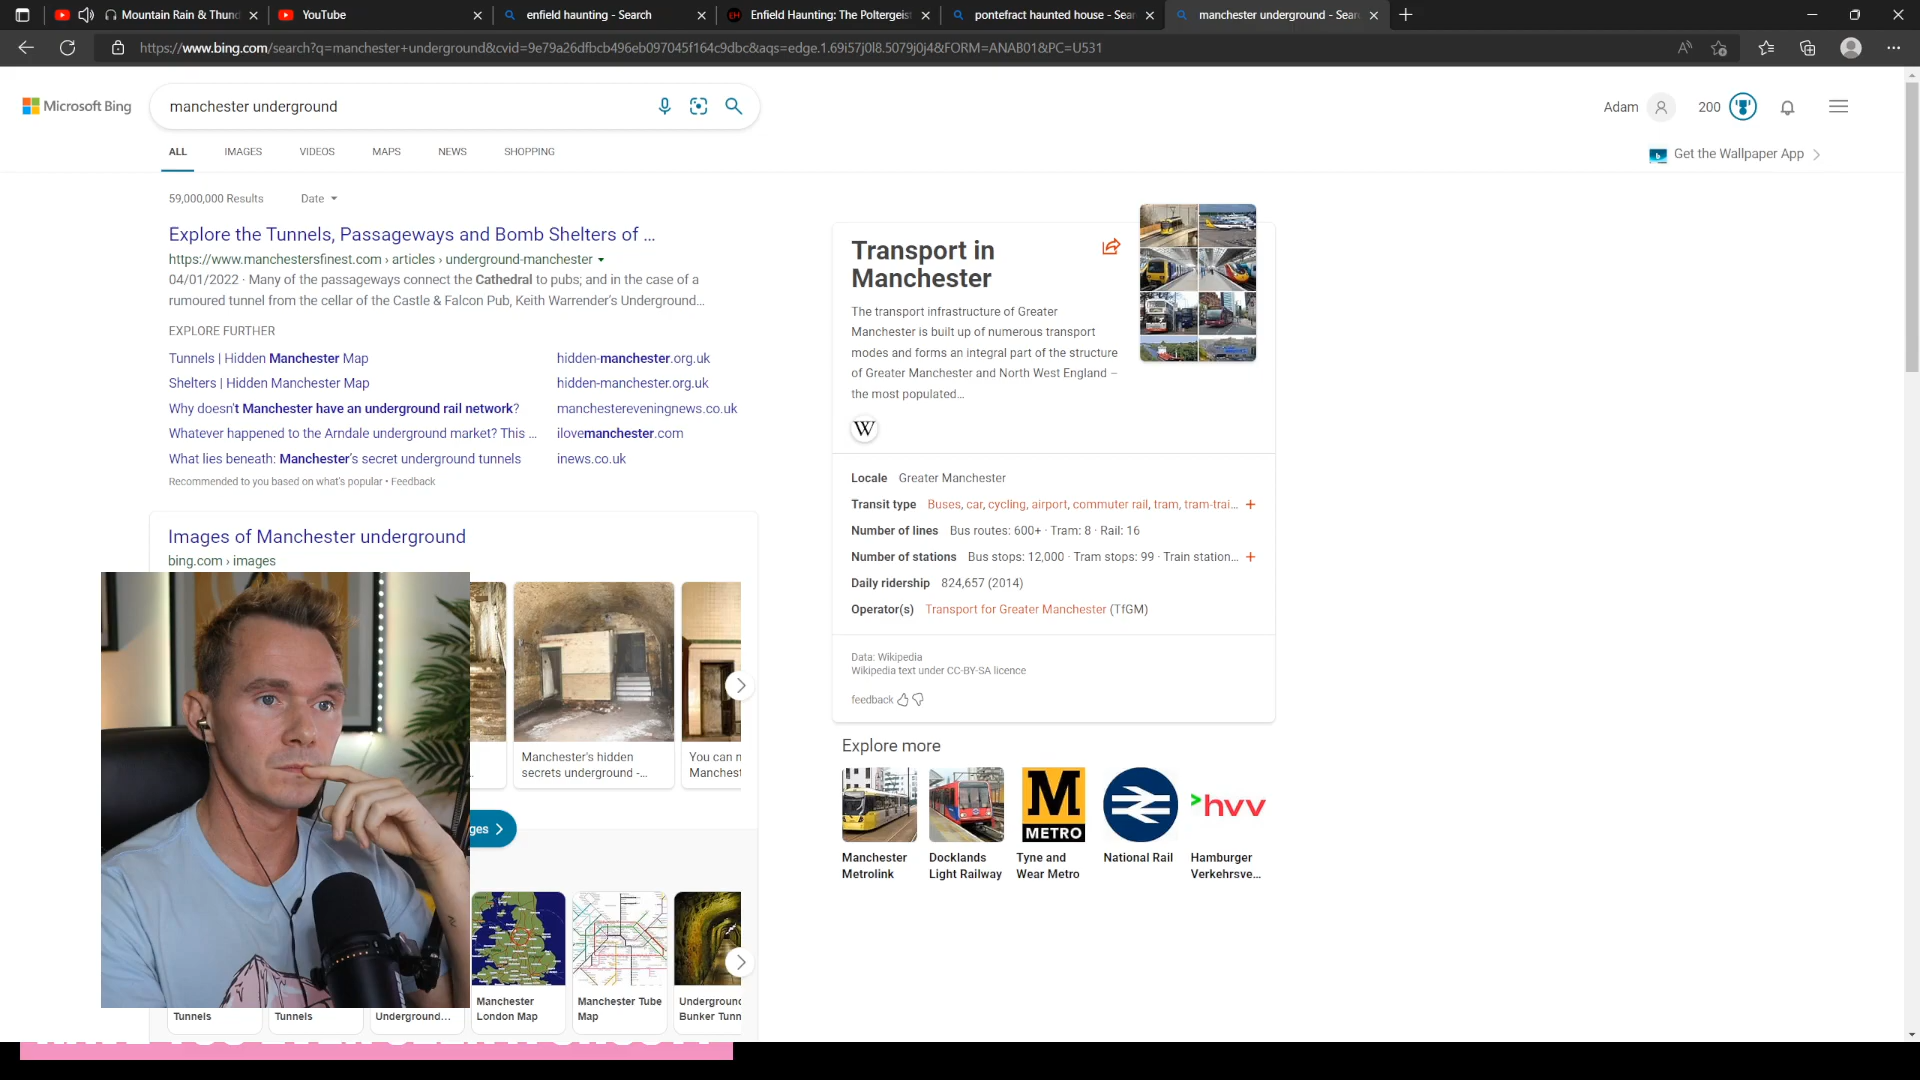 Mountain Rain & Thund
YouTube
enfield haunting - Search
Enfield Haunting: The Poltergeist
pontefract haunted house - Sear
manchester underground - Sear
https://www.bing.com/search?q=manchester+underground&cvid=9e79a26dfbcb496eb097045f164c9dbc&aqs=edge.1.69i57j0l8.5079j0j4&FORM=ANAB01&PC=U531
Microsoft Bing
manchester underground
Adam
200
ALL
IMAGES
VIDEOS
MAPS
NEWS
SHOPPING
Get the Wallpaper App
59,000,000 Results
Date
Explore the Tunnels, Passageways and Bomb Shelters of ...
https://www.manchestersfinest.com › articles › underground-manchester
04/01/2022 · Many of the passageways connect the Cathedral to pubs; and in the case of a
rumoured tunnel from the cellar of the Castle & Falcon Pub, Keith Warrender's Underground...
EXPLORE FURTHER
Tunnels | Hidden Manchester Map
hidden-manchester.org.uk
Shelters | Hidden Manchester Map
hidden-manchester.org.uk
Why doesn't Manchester have an underground rail network?
manchestereveningnews.co.uk
Whatever happened to the Arndale underground market? This ...
ilovemanchester.com
What lies beneath: Manchester's secret underground tunnels
inews.co.uk
Recommended to you based on what's popular • Feedback
Images of Manchester underground
bing.com › images
Manchester's hidden
secrets underground -...
You can n
Manchest
ges
Tunnels
Tunnels
Underground...
Manchester
London Map
Manchester Tube
Map
Underground
Bunker Tunn
Transport in
Manchester
The transport infrastructure of Greater
Manchester is built up of numerous transport
modes and forms an integral part of the structure
of Greater Manchester and North West England –
the most populated...
W
Locale Greater Manchester
Transit type Buses, car, cycling, airport, commuter rail, tram, tram-trai...
Number of lines Bus routes: 600+ · Tram: 8 · Rail: 16
Number of stations Bus stops: 12,000 · Tram stops: 99 · Train station...
Daily ridership 824,657 (2014)
Operator(s) Transport for Greater Manchester (TfGM)
Data: Wikipedia
Wikipedia text under CC-BY-SA licence
feedback
Explore more
M
METRO
hvv
Manchester
Metrolink
Docklands
Light Railway
Tyne and
Wear Metro
National Rail
Hamburger
Verkehrsve...